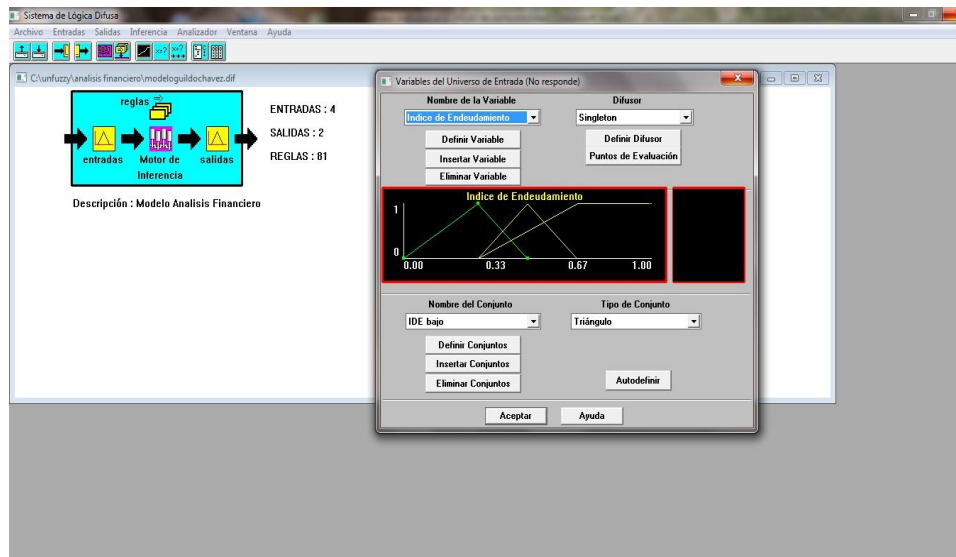 Sistema de Lógica Difusa
Archivo Entradas Salidas Inferencia Analizador Ventana Ayuda
C:\unfuzzy\analisis financiero\modeloguildochavez.dif
reglas
entradas
Motor de
Inferencia
salidas
ENTRADAS : 4
SALIDAS : 2
REGLAS : 81
Descripción : Modelo Analisis Financiero
Variables del Universo de Entrada (No responde)
Nombre de la Variable
Difusor
Indice de Endeudamiento
Singleton
Definir Variable
Definir Difusor
Insertar Variable
Puntos de Evaluación
Eliminar Variable
Indice de Endeudamiento
1
0
0.00 0.33 0.67 1.00
Nombre del Conjunto
Tipo de Conjunto
IDE bajo
Triángulo
Definir Conjuntos
Insertar Conjuntos
Eliminar Conjuntos
Autodefinir
Aceptar
Ayuda